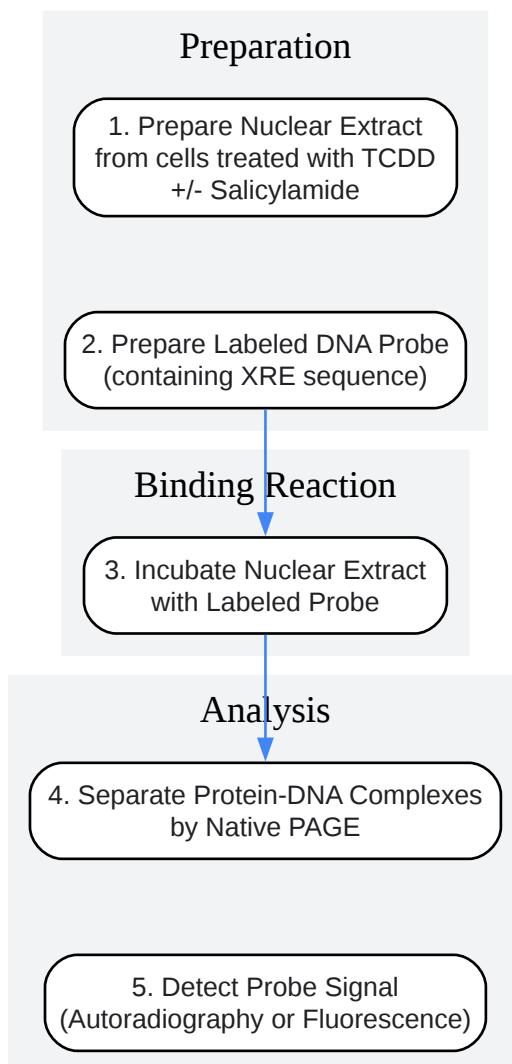 Preparation
1. Prepare Nuclear Extract
from cells treated with TCDD
+/- Salicylamide
2. Prepare Labeled DNA Probe
(containing XRE sequence)
Binding Reaction
3. Incubate Nuclear Extract
with Labeled Probe
Analysis
4. Separate Protein-DNA Complexes
by Native PAGE
5. Detect Probe Signal
(Autoradiography or Fluorescence)